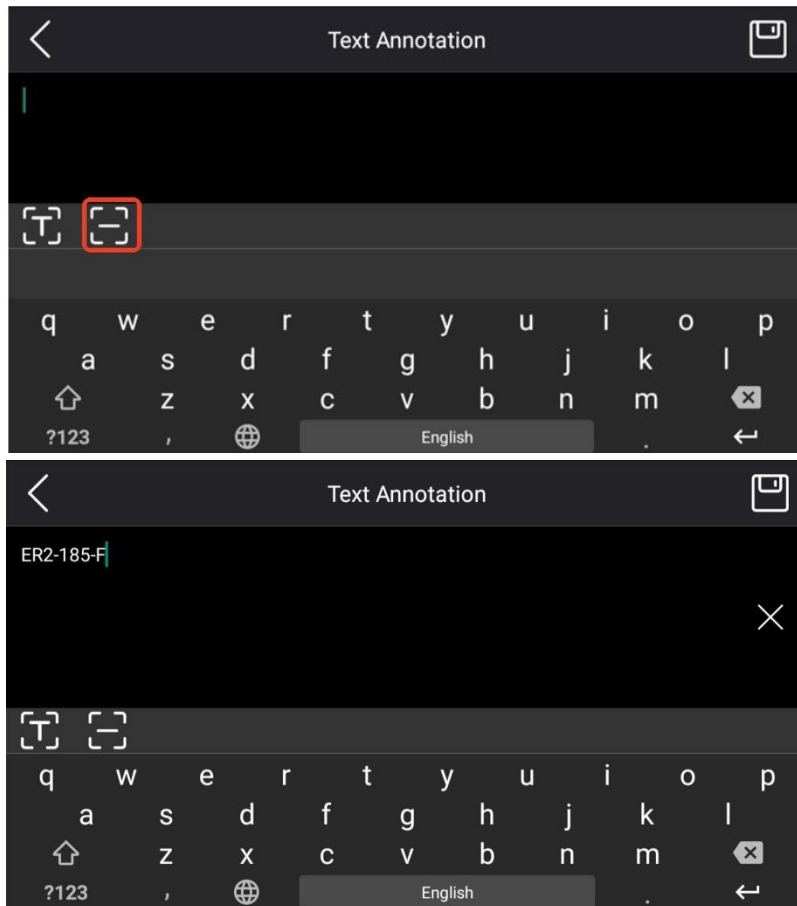 Text Annotation
T
q w e r t y u i o p
a s d f g h j k l
z x c v b n m
?123 , English .
Text Annotation
ER2-185-F
T
q w e r t y u i o p
a s d f g h j k l
z x c v b n m
?123 , English .